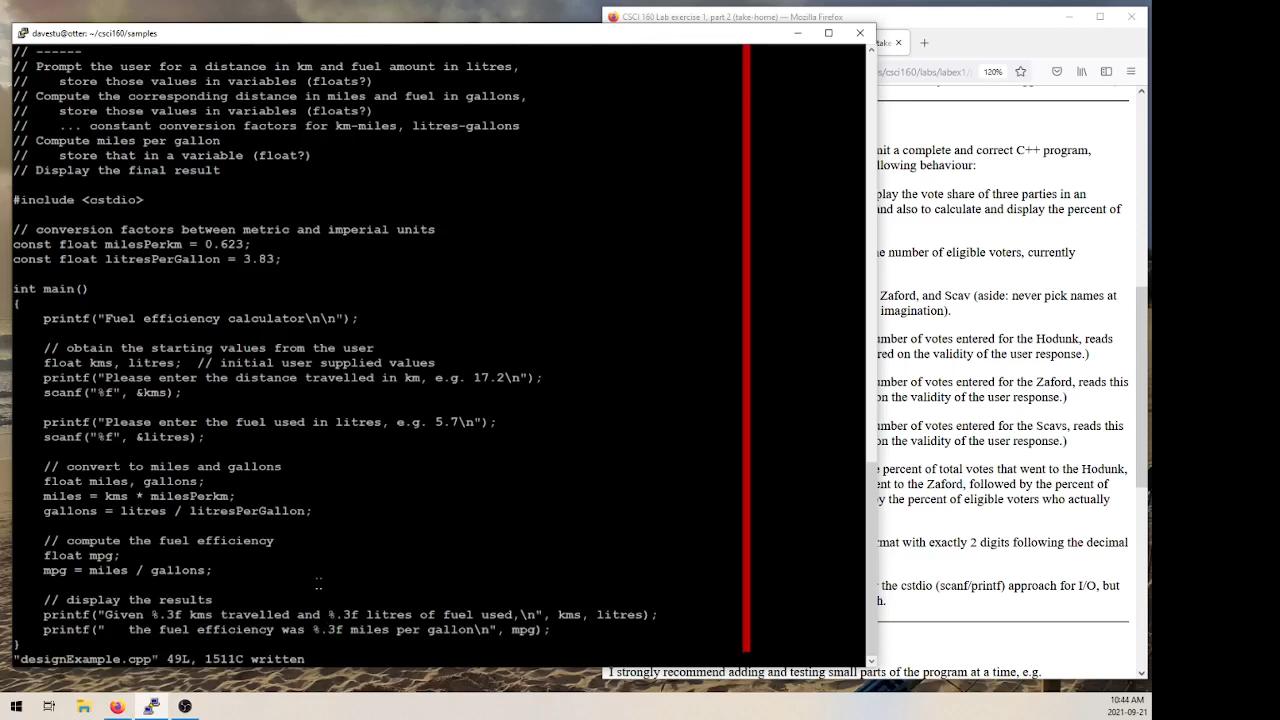 CSCI 160 Lab exercise 1, part 2 (take-home) — Mozilla Firefox
davestu@otter: ~/csci160/samples
take
es/csci160/labs/labex1/
120%
// ------
// Prompt the user for a distance in km and fuel amount in litres,
//    store those values in variables (floats?)
// Compute the corresponding distance in miles and fuel in gallons,
//    store those values in variables (floats?)
//    ... constant conversion factors for km-miles, litres-gallons
// Compute miles per gallon
//    store that in a variable (float?)
// Display the final result
#include <cstdio>
// conversion factors between metric and imperial units
const float milesPerkm = 0.623;
const float litresPerGallon = 3.83;
int main()
{
printf("Fuel efficiency calculator\n\n");
// obtain the starting values from the user
float kms, litres;  // initial user supplied values
printf("Please enter the distance travelled in km, e.g. 17.2\n");
scanf("%f", &kms);
printf("Please enter the fuel used in litres, e.g. 5.7\n");
scanf("%f", &litres);
// convert to miles and gallons
float miles, gallons;
miles = kms * milesPerkm;
gallons = litres / litresPerGallon;
// compute the fuel efficiency
float mpg;
mpg = miles / gallons;
// display the results
printf("Given %.3f kms travelled and %.3f litres of fuel used,\n", kms, litres);
printf("   the fuel efficiency was %.3f miles per gallon\n", mpg);
}
"designExample.cpp" 49L, 1511C written
nit a complete and correct C++ program,
llowing behaviour:
play the vote share of three parties in an
and also to calculate and display the percent of
he number of eligible voters, currently
Zaford, and Scav (aside: never pick names at
imagination).
umber of votes entered for the Hodunk, reads
red on the validity of the user response.)
umber of votes entered for the Zaford, reads this
on the validity of the user response.)
umber of votes entered for the Scavs, reads this
on the validity of the user response.)
e percent of total votes that went to the Hodunk,
ent to the Zaford, followed by the percent of
by the percent of eligible voters who actually
rmat with exactly 2 digits following the decimal
r the cstdio (scanf/printf) approach for I/O, but
h.
I strongly recommend adding and testing small parts of the program at a time, e.g.
10:44 AM
2021-09-21